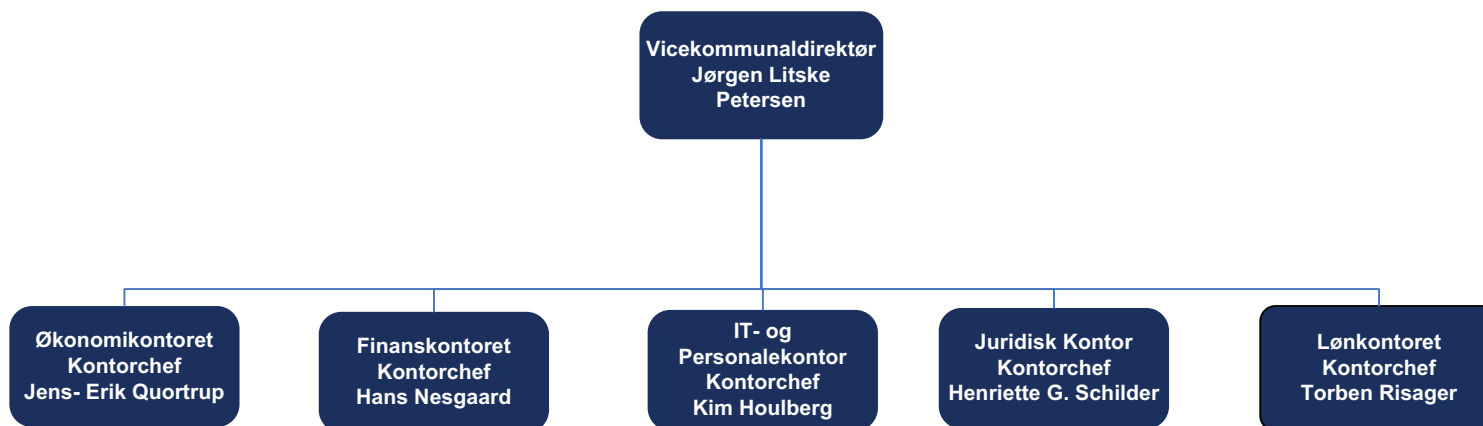 Vicekommunaldirektør
Jørgen Litske
Petersen
Økonomikontoret
Kontorchef
Jens- Erik Quortrup
Finanskontoret
Kontorchef
Hans Nesgaard
IT- og
Personalekontor
Kontorchef
Kim Houlberg
Juridisk Kontor
Kontorchef
Henriette G. Schilder
Lønkontoret
Kontorchef
Torben Risager